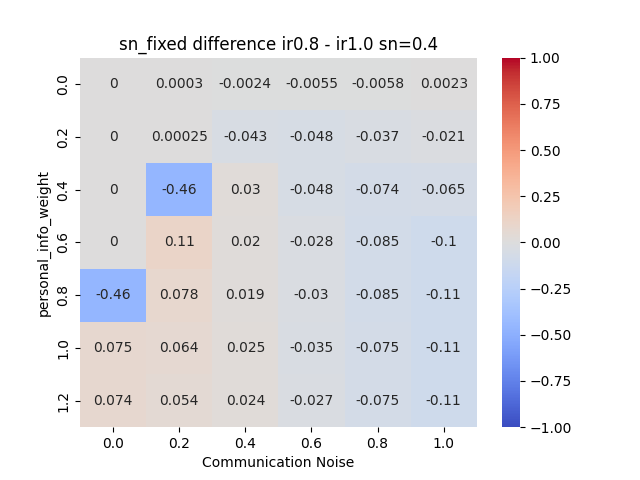 sn_fixed difference ir0.8 - ir1.0 sn=0.4
personal_info_weight
0.0 0 0.0003 -0.0024 -0.0055 -0.0058 0.0023
0.2 0 0.00025 -0.043 -0.048 -0.037 -0.021
0.4 0 -0.46 0.03 -0.048 -0.074 -0.065
0.6 0 0.11 0.02 -0.028 -0.085 -0.1
0.8 -0.46 0.078 0.019 -0.03 -0.085 -0.11
1.0 0.075 0.064 0.025 -0.035 -0.075 -0.11
1.2 0.074 0.054 0.024 -0.027 -0.075 -0.11
0.0 0.2 0.4 0.6 0.8 1.0
Communication Noise
1.00
0.75
0.50
0.25
0.00
−0.25
−0.50
−0.75
−1.00